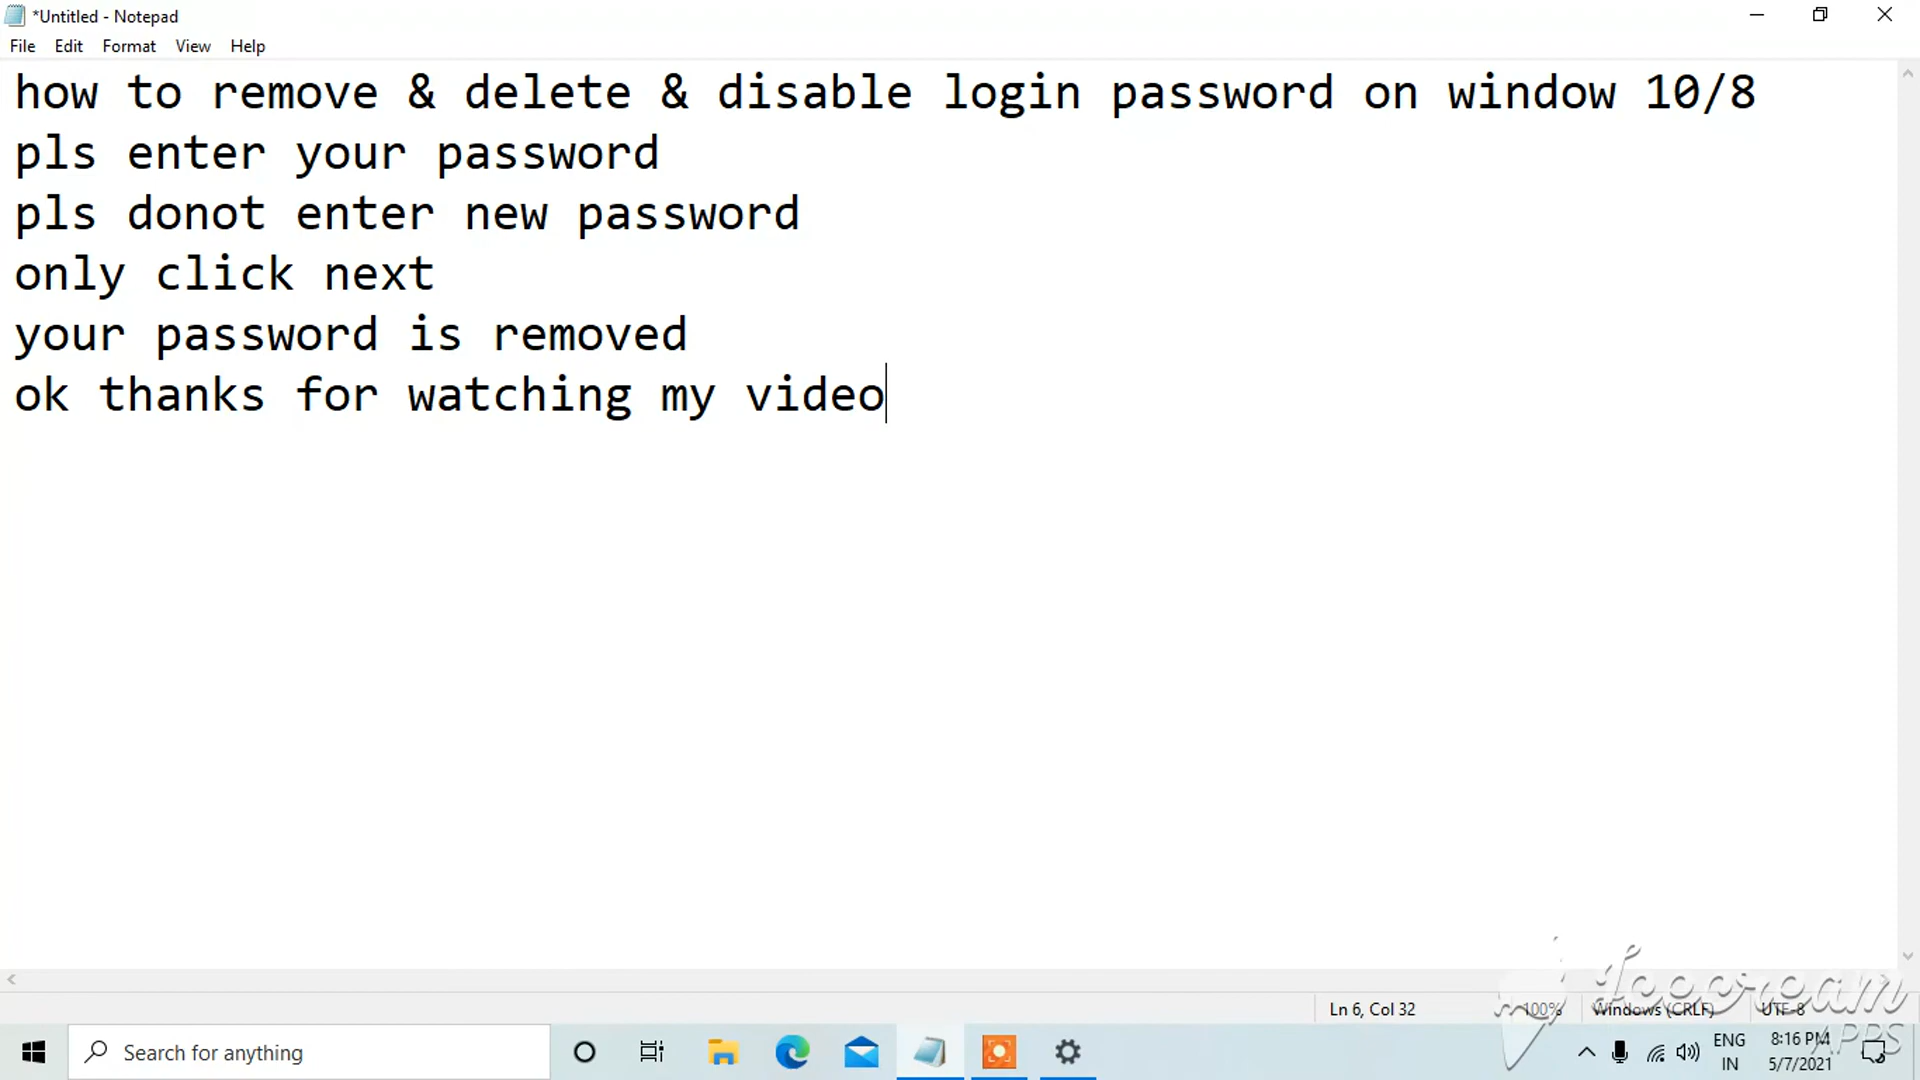 *Untitled - Notepad
File Edit Format View Help
how to remove & delete & disable login password on window 10/8
pls enter your password
pls donot enter new password
only click next
your password is removed
ok thanks for watching my video
Ln 6, Col 32 100% Windows (CRLF) UTF-8
Icecream
APPS
Search for anything
ENG
IN
8:16 PM
5/7/2021